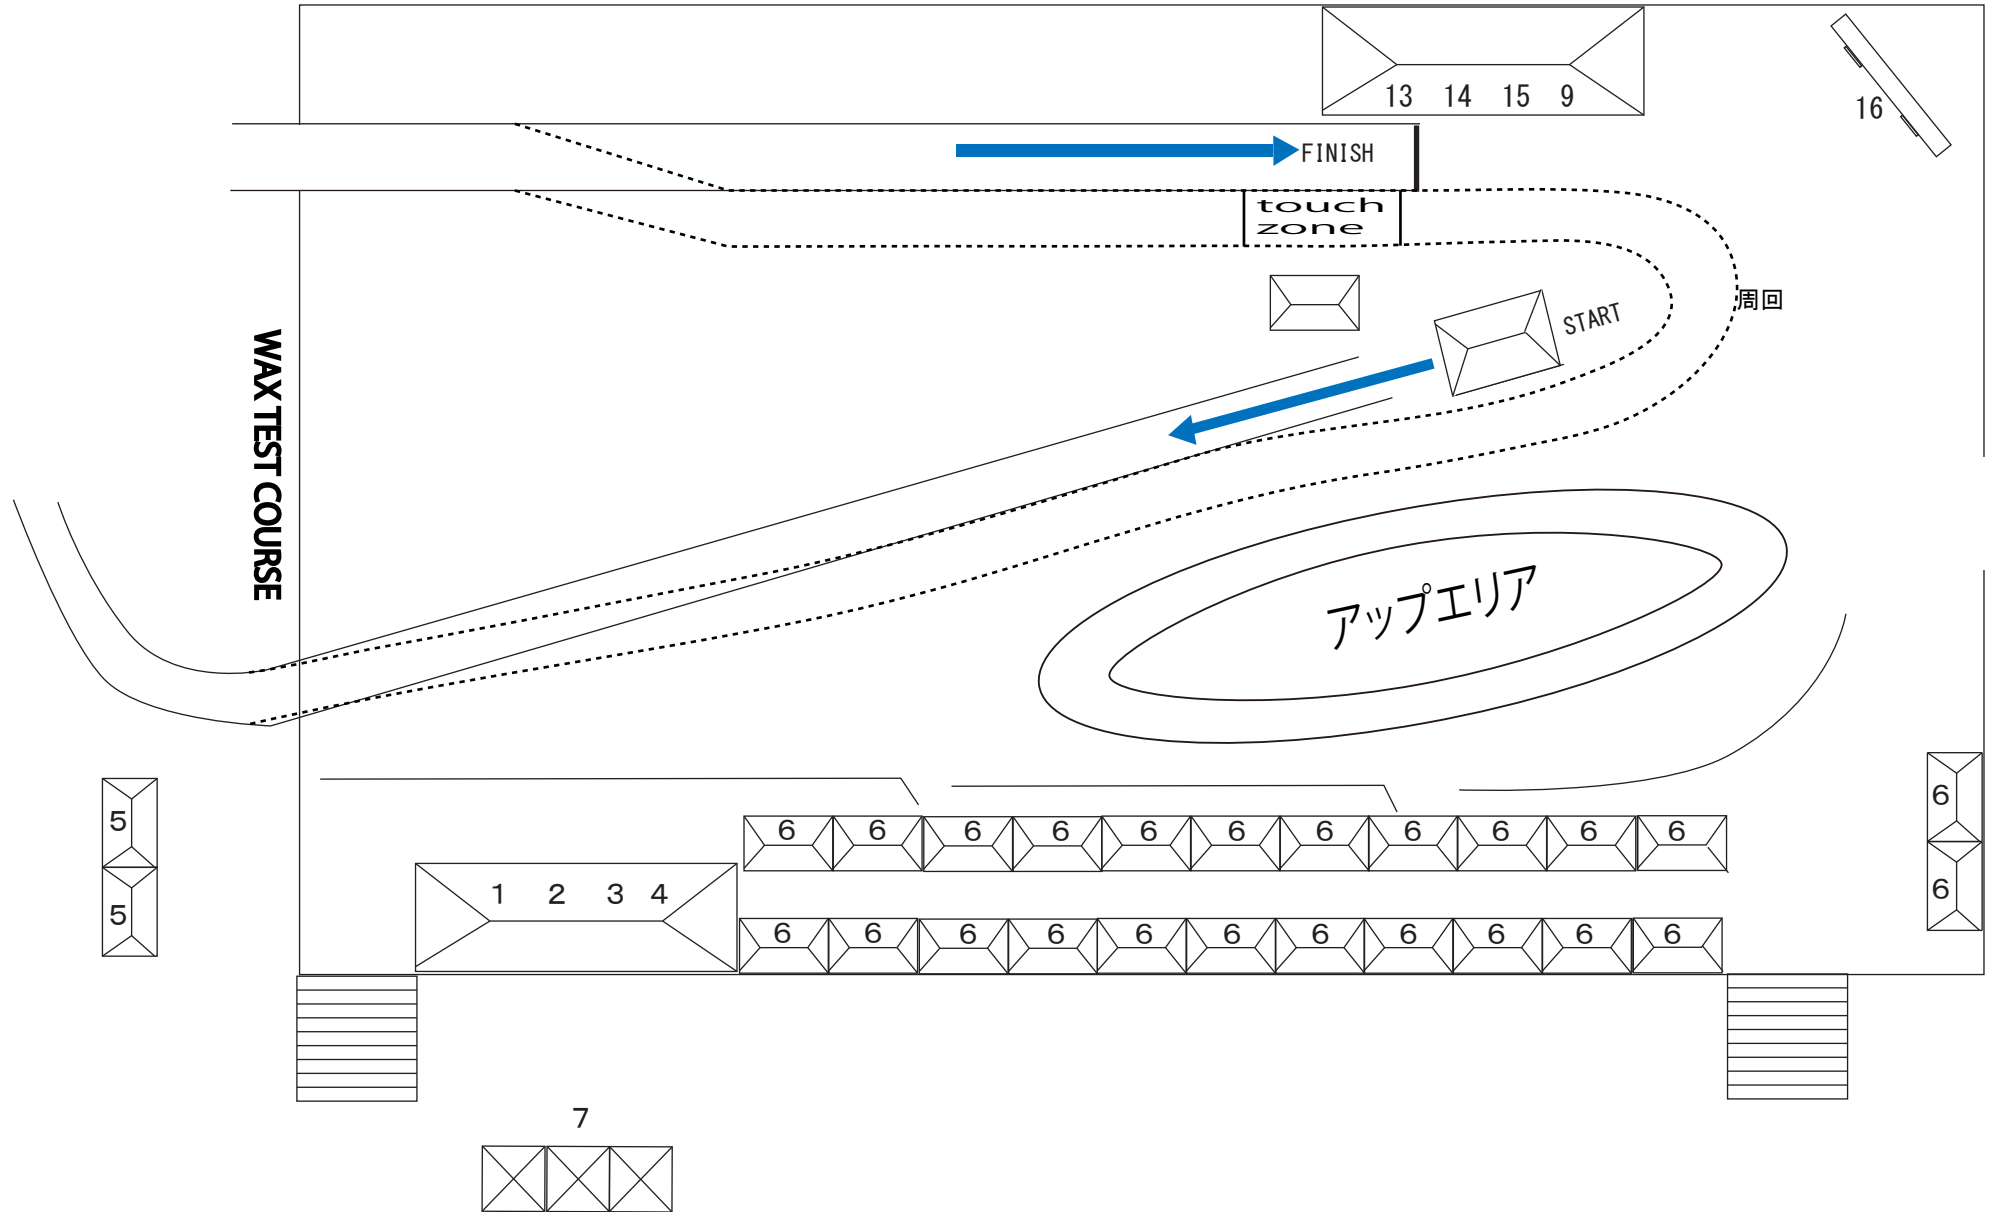 13 14 15 9
16
FINISH
touch
zone
周回
START
WAX TEST COURSE
アップエリア
5
5
6
6
6 6 6 6 6 6 6 6 6 6 6
1 2 3 4
6 6 6 6 6 6 6 6 6 6 6
7